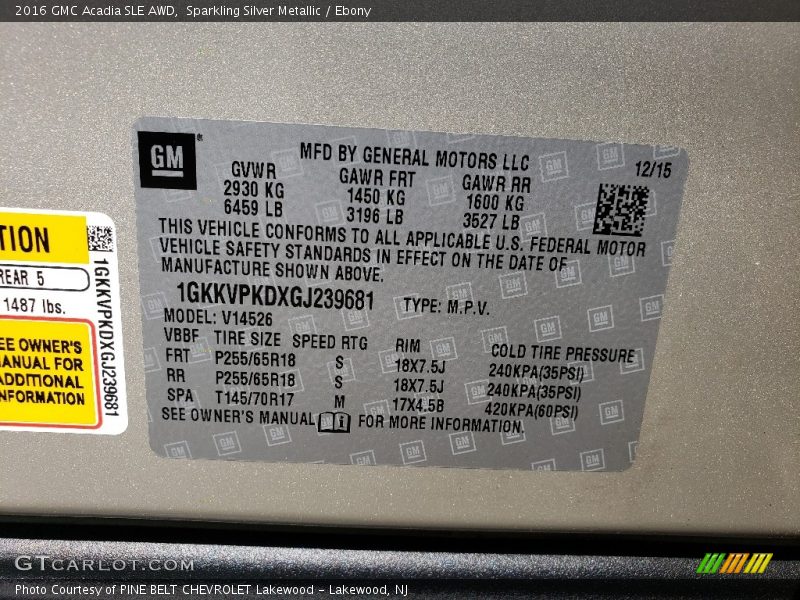 2016 GMC Acadia SLE AWD,  Sparkling Silver Metallic / Ebony
GM
MFD BY GENERAL MOTORS LLC
12/15
GVWR GAWR FRT GAWR RR
2930 KG 1450 KG 1600 KG
6459 LB 3196 LB 3527 LB
THIS VEHICLE CONFORMS TO ALL APPLICABLE U.S. FEDERAL MOTOR
VEHICLE SAFETY STANDARDS IN EFFECT ON THE DATE OF
MANUFACTURE SHOWN ABOVE.
1GKKVPKDXGJ239681 TYPE: M.P.V.
MODEL: V14526
VBBF TIRE SIZE SPEED RTG RIM COLD TIRE PRESSURE
FRT P255/65R18 S 18X7.5J 240KPA(35PSI)
RR P255/65R18 S 18X7.5J 240KPA(35PSI)
SPA T145/70R17 M 17X4.5B 420KPA(60PSI)
SEE OWNER'S MANUAL i FOR MORE INFORMATION.
TION
REAR 5
1487 lbs.
EE OWNER'S
ANUAL FOR
ADDITIONAL
NFORMATION
1GKKVPKDXGJ239681
GTCARLOT.COM
Photo Courtesy of PINE BELT CHEVROLET Lakewood - Lakewood, NJ